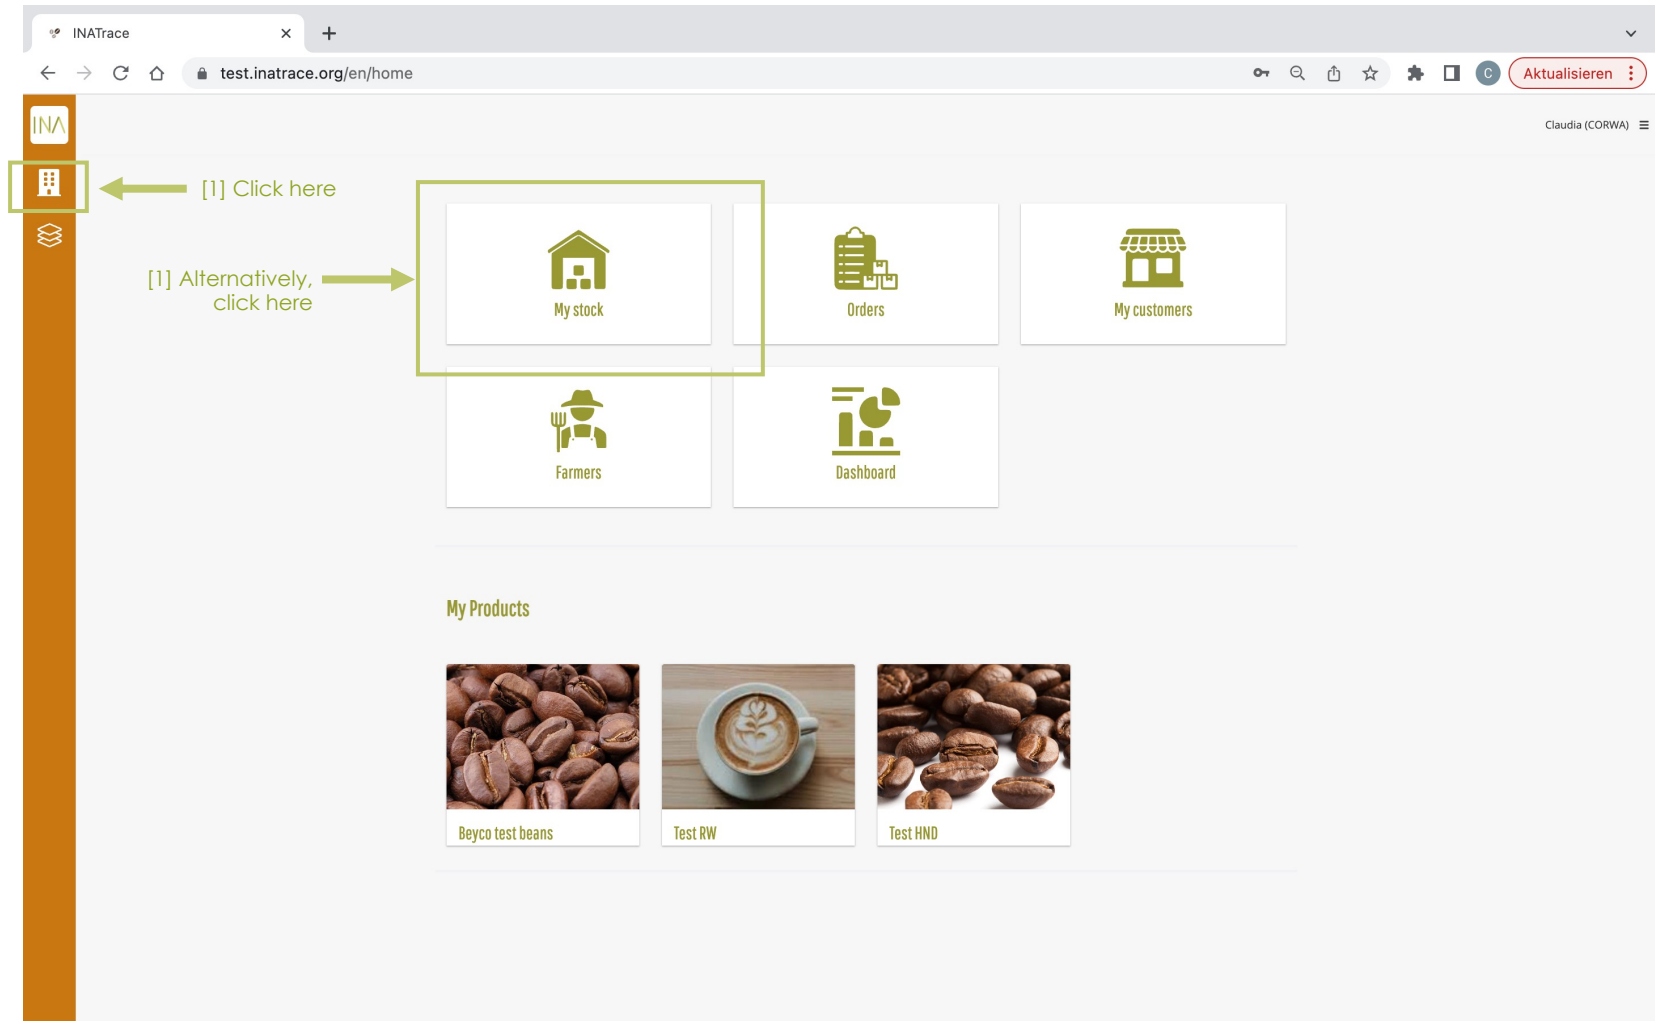 INATrace
test.inatrace.org/en/home
C
Aktualisieren
INA
Claudia (CORWA)
[1] Click here
[1] Alternatively,
click here
My stock
Orders
My customers
Farmers
Dashboard
My Products
Beyco test beans
Test RW
Test HND